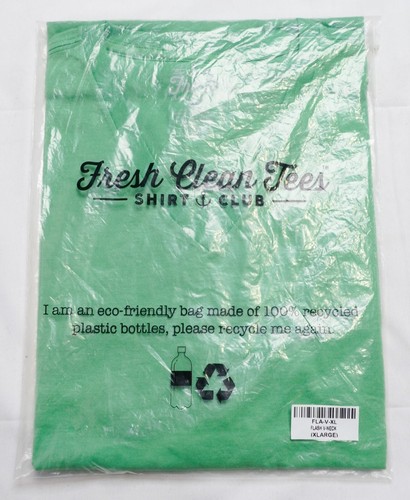 Fresh Clean Tees
SHIRT CLUB
I am an eco-friendly bag made of 100% recycled
plastic bottles, please recycle me again.
FLA-V-XL
FLASH V-NECK
(XLARGE)